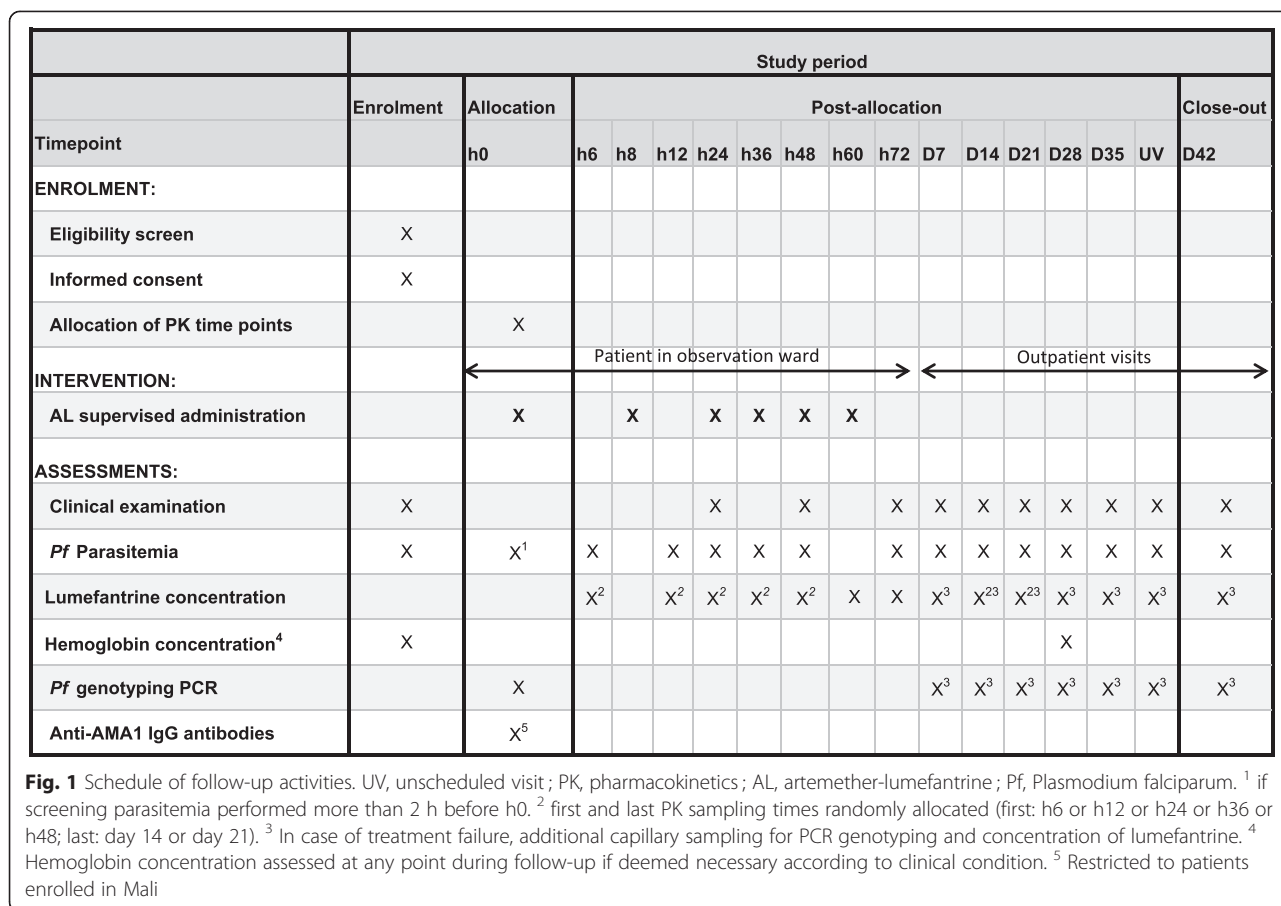 Study period
Enrolment Allocation Post-allocation Close-out
Timepoint h0 h6 h8 h12 h24 h36 h48 h60 h72 D7 D14 D21 D28 D35 UV D42
ENROLMENT:
Eligibility screen X
Informed consent X
Allocation of PK time points X
Patient in observation ward Outpatient visits
INTERVENTION:
AL supervised administration X X X X X X
ASSESSMENTS:
Clinical examination X X X X X X X X X X X
Pf Parasitemia X X¹ X X X X X X X X X X X X X
Lumefantrine concentration X² X² X² X² X² X X X³ X²³ X²³ X³ X³ X³ X³
Hemoglobin concentration⁴ X X
Pf genotyping PCR X X³ X³ X³ X³ X³ X³ X³
Anti-AMA1 IgG antibodies X⁵
Fig. 1 Schedule of follow-up activities. UV, unscheduled visit; PK, pharmacokinetics; AL, artemether-lumefantrine; Pf, Plasmodium falciparum. ¹ if
screening parasitemia performed more than 2 h before h0. ² first and last PK sampling times randomly allocated (first: h6 or h12 or h24 or h36 or
h48; last: day 14 or day 21). ³ In case of treatment failure, additional capillary sampling for PCR genotyping and concentration of lumefantrine. ⁴
Hemoglobin concentration assessed at any point during follow-up if deemed necessary according to clinical condition. ⁵ Restricted to patients
enrolled in Mali